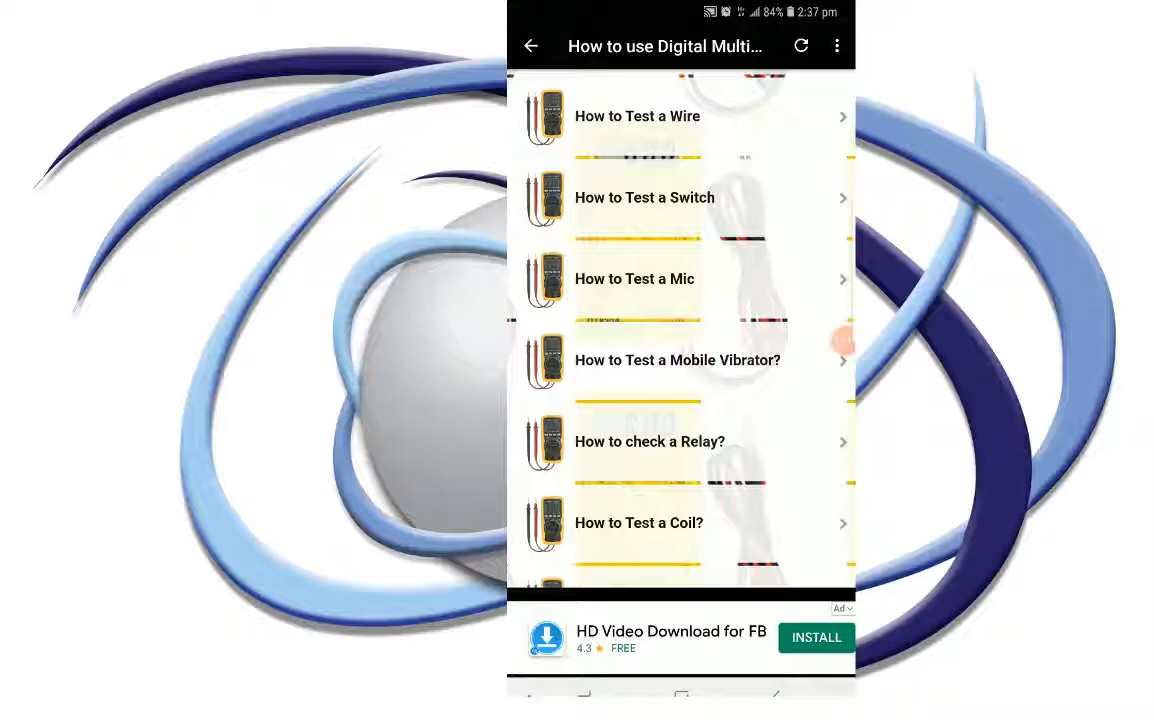 84% 2:37 pm
How to use Digital Multi...
How to Test a Wire
How to Test a Switch
How to Test a Mic
How to Test a Mobile Vibrator?
How to check a Relay?
How to Test a Coil?
Ad
HD Video Download for FB
4.3 FREE
INSTALL